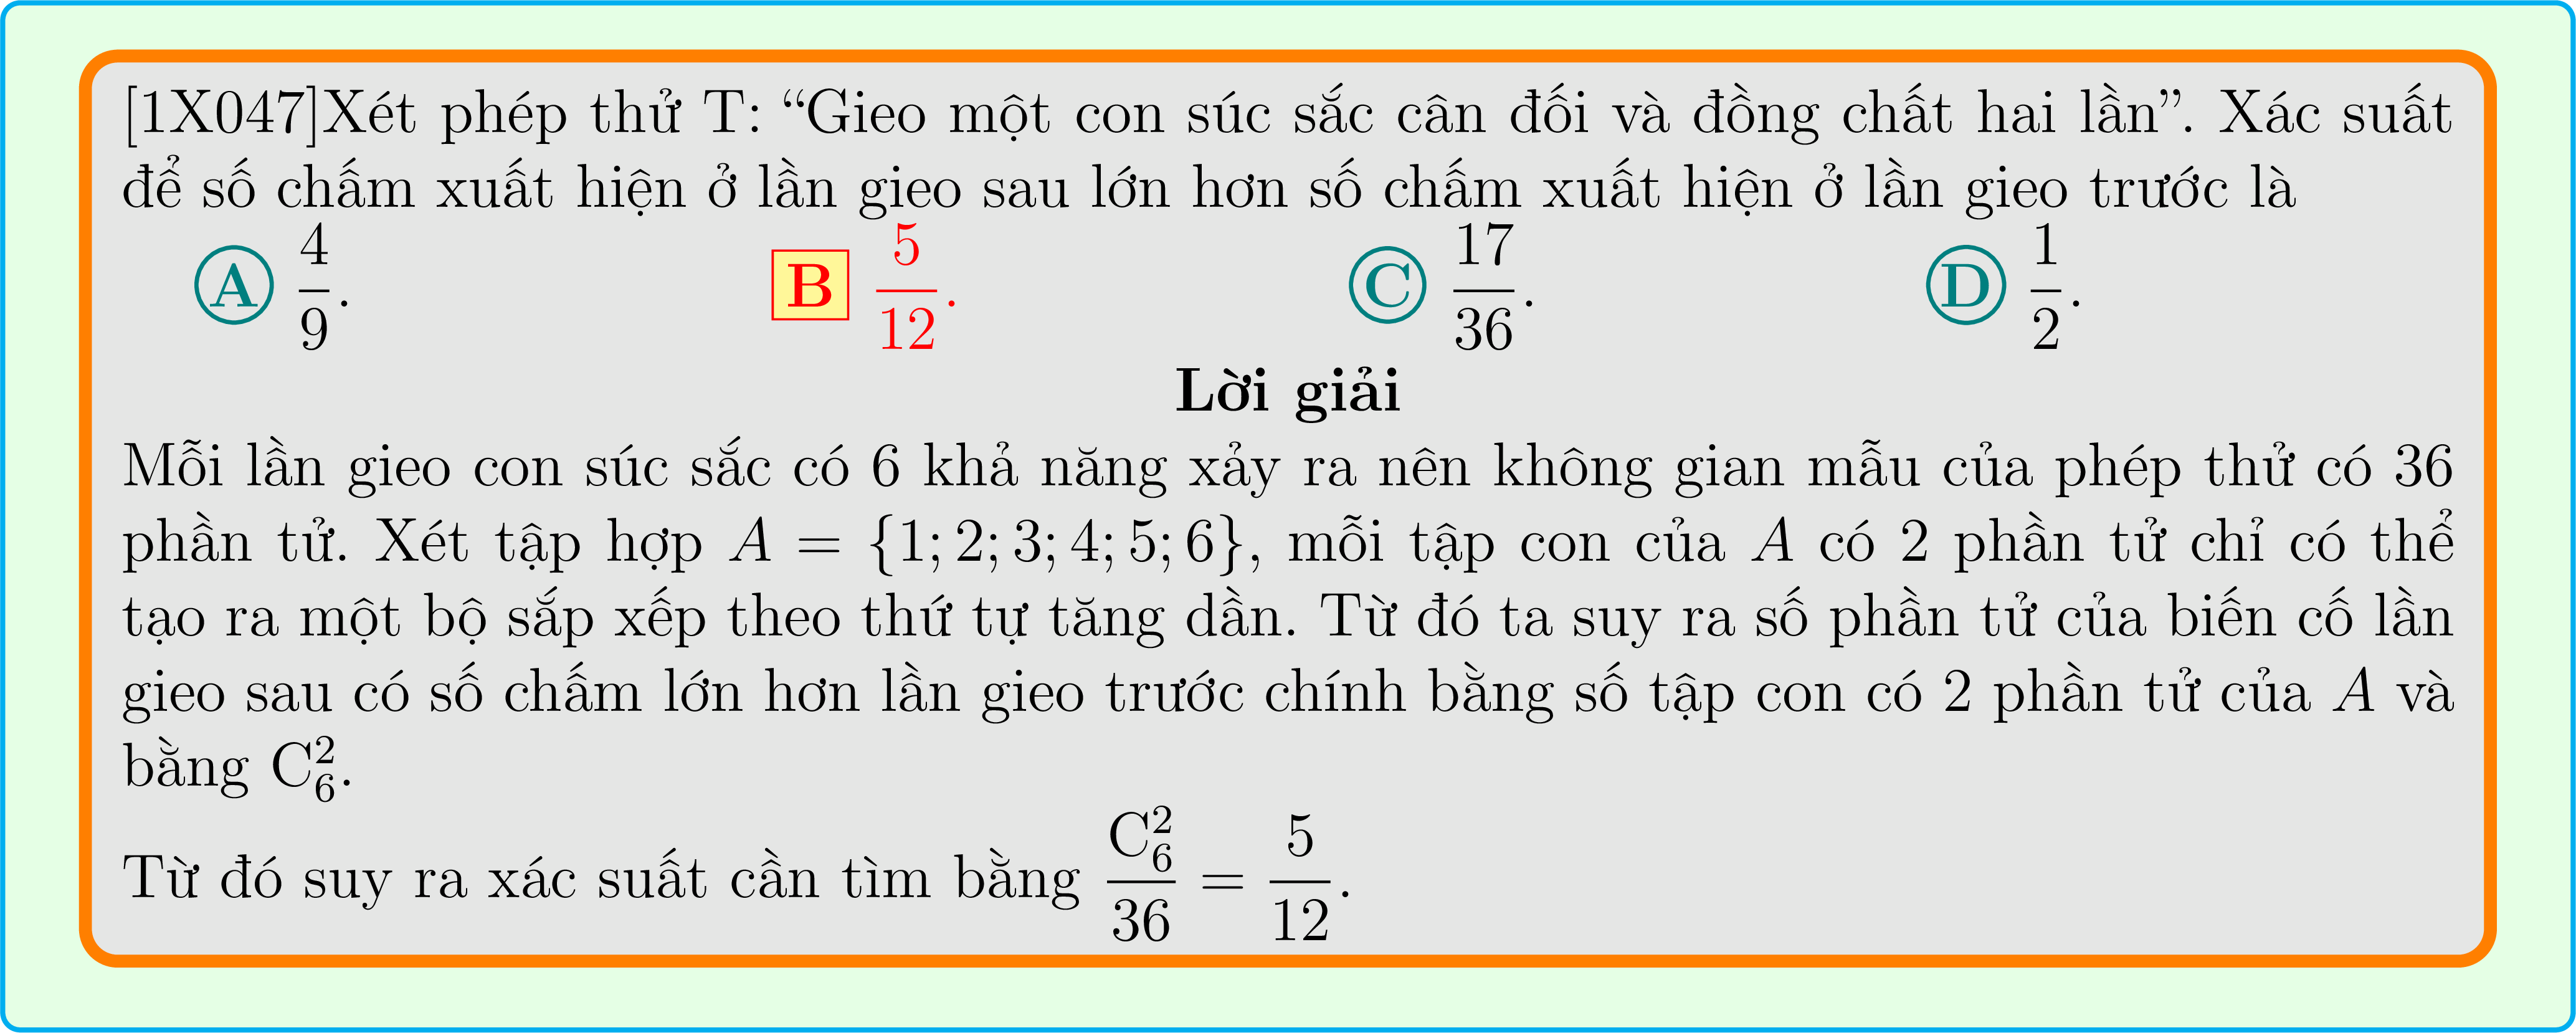 [1X047]Xét phép thử T: “Gieo một con súc sắc cân đối và đồng chất hai lần”. Xác suất
để số chấm xuất hiện ở lần gieo sau lớn hơn số chấm xuất hiện ở lần gieo trước là
A 4/9. B 5/12. C 17/36. D 1/2.
Lời giải
Mỗi lần gieo con súc sắc có 6 khả năng xảy ra nên không gian mẫu của phép thử có 36
phần tử. Xét tập hợp A = {1; 2; 3; 4; 5; 6}, mỗi tập con của A có 2 phần tử chỉ có thể
tạo ra một bộ sắp xếp theo thứ tự tăng dần. Từ đó ta suy ra số phần tử của biến cố lần
gieo sau có số chấm lớn hơn lần gieo trước chính bằng số tập con có 2 phần tử của A và
bằng C_6^2.
Từ đó suy ra xác suất cần tìm bằng C_6^2/36 = 5/12.